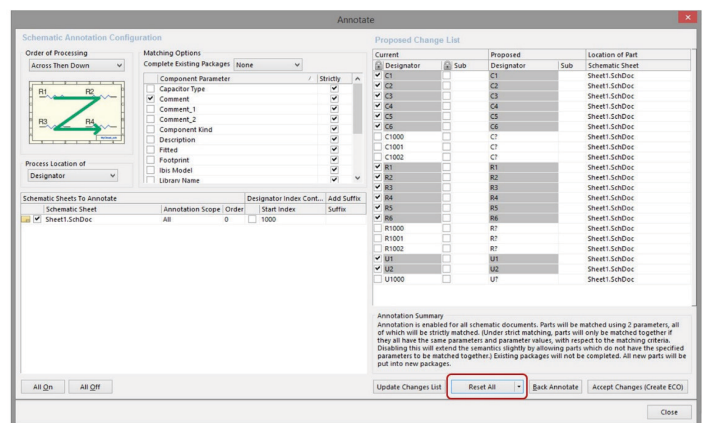 Annotate
Schematic Annotation Configuration
Order of Processing
Across Then Down
R1 R2
R3 R4
Process Location of
Designator
Matching Options
Complete Existing Packages None
Component Parameter / Strictly
Capacitor Type
Comment
Comment_1
Comment_2
Component Kind
Description
Fitted
Footprint
Ibis Model
Library Name
Schematic Sheets To Annotate Designator Index Cont... Add Suffix
Schematic Sheet Annotation Scope Order Start Index Suffix
Sheet1.SchDoc All 0 1000
All On All Off
Proposed Change List
Current Proposed Location of Part
Designator Sub Designator Sub Schematic Sheet
C1 C1 Sheet1.SchDoc
C2 C2 Sheet1.SchDoc
C3 C3 Sheet1.SchDoc
C4 C4 Sheet1.SchDoc
C5 C5 Sheet1.SchDoc
C6 C6 Sheet1.SchDoc
C1000 C? Sheet1.SchDoc
C1001 C? Sheet1.SchDoc
C1002 C? Sheet1.SchDoc
R1 R1 Sheet1.SchDoc
R2 R2 Sheet1.SchDoc
R3 R3 Sheet1.SchDoc
R4 R4 Sheet1.SchDoc
R5 R5 Sheet1.SchDoc
R6 R6 Sheet1.SchDoc
R1000 R? Sheet1.SchDoc
R1001 R? Sheet1.SchDoc
R1002 R? Sheet1.SchDoc
U1 U1 Sheet1.SchDoc
U2 U2 Sheet1.SchDoc
U1000 U? Sheet1.SchDoc
Annotation Summary
Annotation is enabled for all schematic documents. Parts will be
matched using 2 parameters, all
of which will be strictly matched. (Under strict matching, parts will only be matched together if
they all have the same parameters and parameter values, with respect to the matching criteria.
Disabling this will extend the semantics slightly by allowing parts which do not have the specified
parameters to be matched together.) Existing packages will not be completed. All new parts will be
put into new packages.
Update Changes List Reset All Back Annotate Accept Changes (Create ECO)
Close